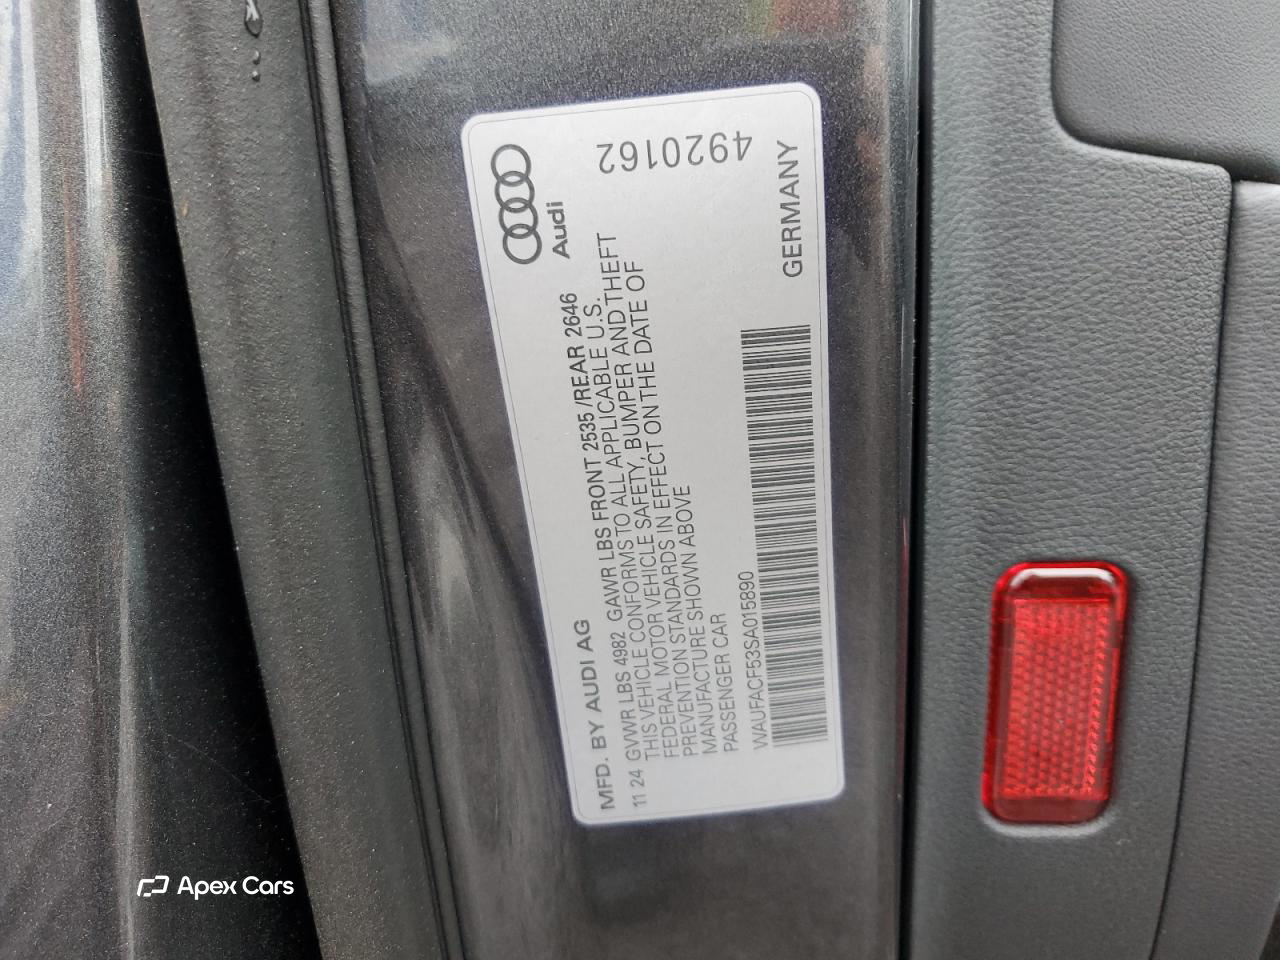 Audi
4920162
MFD. BY AUDI AG
11 24 GVWR LBS 4982 GAWR LBS FRONT 2535 /REAR 2646
THIS VEHICLE CONFORMS TO ALL APPLICABLE U.S.
FEDERAL MOTOR VEHICLE SAFETY, BUMPER AND THEFT
PREVENTION STANDARDS IN EFFECT ON THE DATE OF
MANUFACTURE SHOWN ABOVE
PASSENGER CAR
WAUFACF53SA015890
GERMANY
Apex Cars